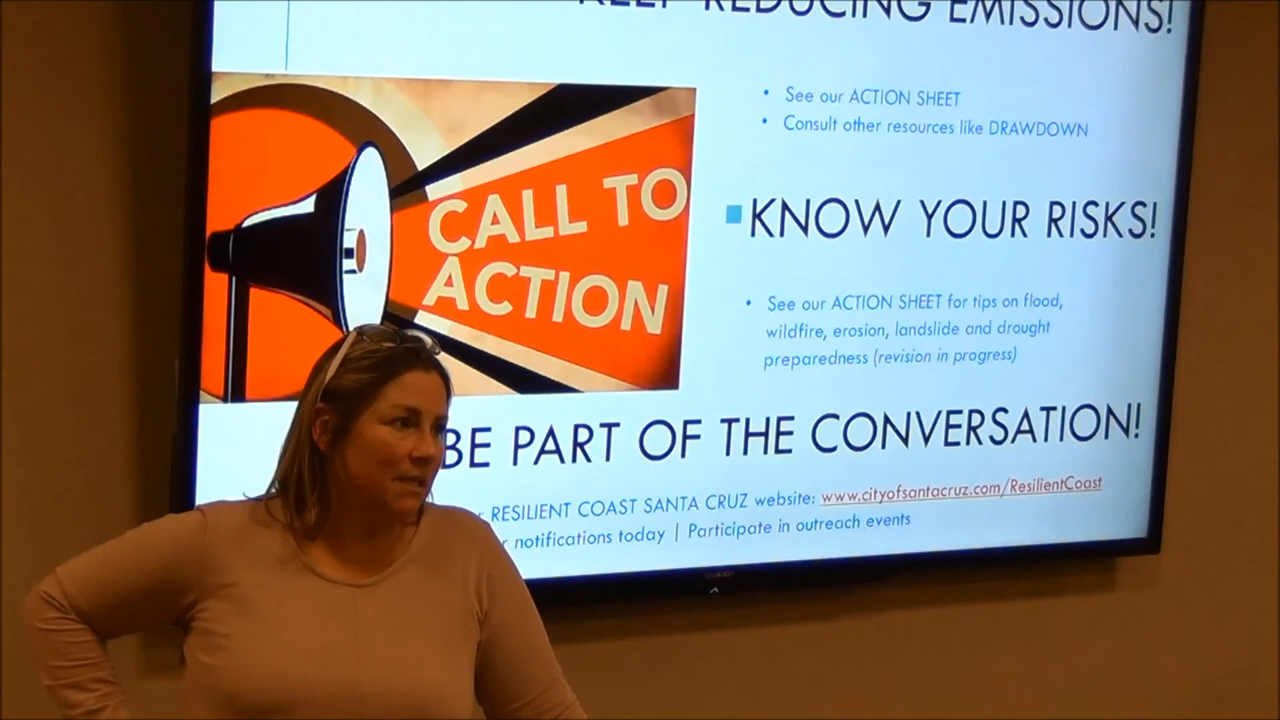 KEEP REDUCING EMISSIONS!
• See our ACTION SHEET
• Consult other resources like DRAWDOWN
CALL TO
ACTION
KNOW YOUR RISKS!
• See our ACTION SHEET for tips on flood,
wildfire, erosion, landslide and drought
preparedness (revision in progress)
BE PART OF THE CONVERSATION!
RESILIENT COAST SANTA CRUZ website: www.cityofsantacruz.com/ResilientCoast
notifications today | Participate in outreach events
SHARP